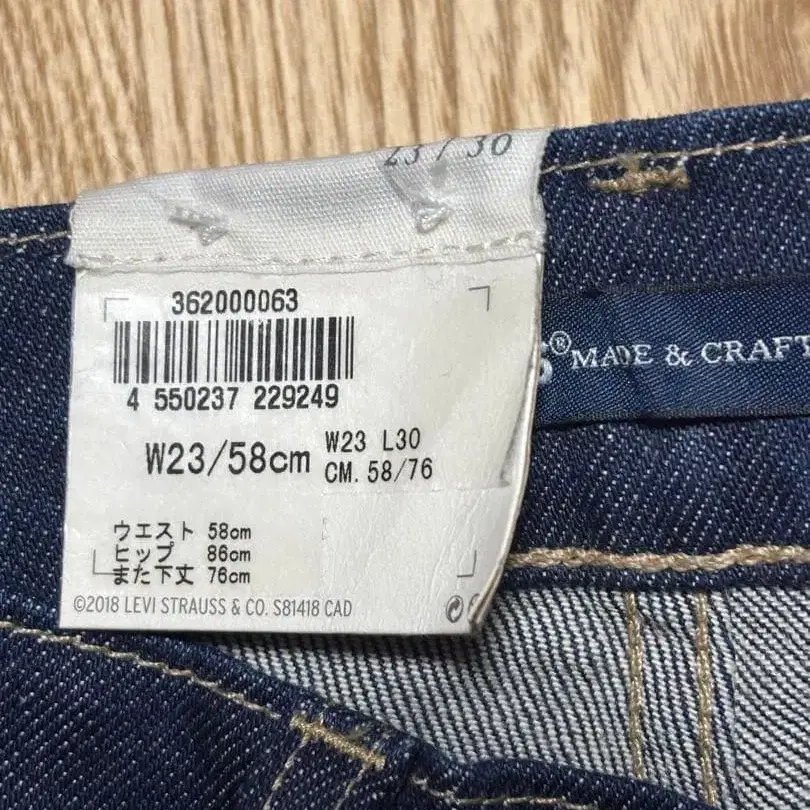 23 / 30
362000063
4 550237 229249
W23/58cm
W23 L30
CM. 58/76
ウエスト 58cm
ヒップ 86cm
また下丈 76cm
©2018 LEVI STRAUSS & CO. S81418 CAD
S® MADE & CRAFT